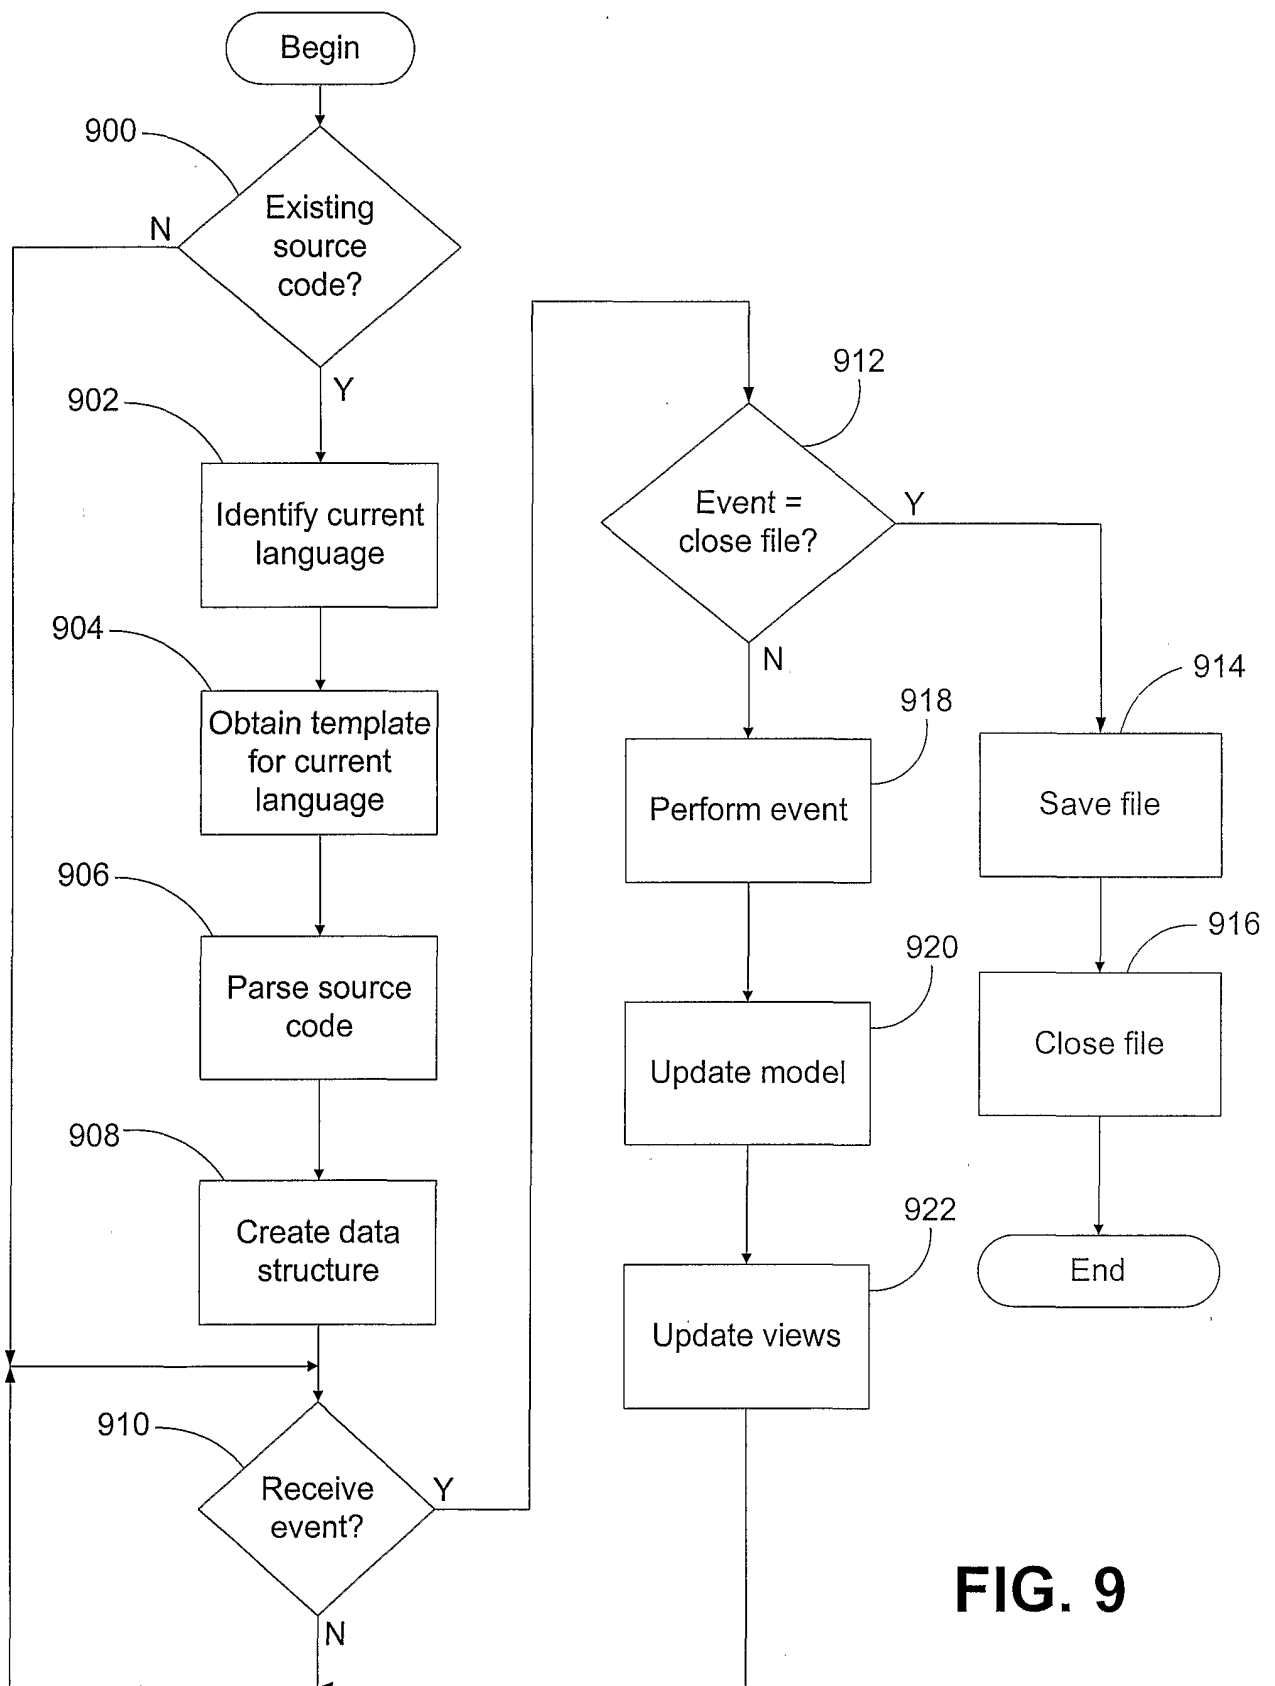 Begin
900
Existing
source
code?
N
Y
902
Identify current
language
904
Obtain template
for current
language
906
Parse source
code
908
Create data
structure
910
Receive
event?
Y
N
912
Event =
close file?
Y
N
914
Save file
916
Close file
End
918
Perform event
920
Update model
922
Update views
FIG. 9